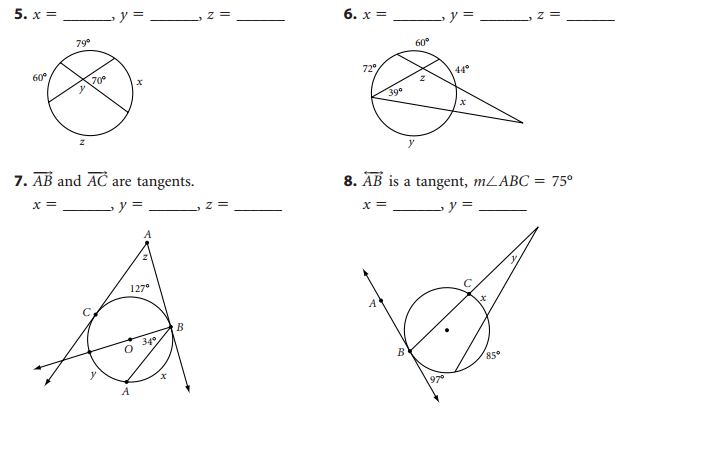 5. x = ______, y = ______, z = ______
79°
60°
70°
y
x
z
6. x = ______, y = ______, z = ______
60°
72°
44°
z
39°
x
y
7. AB and AC are tangents.
x = ______, y = ______, z = ______
A
z
127°
C
B
34°
O
y
x
A
8. AB is a tangent, m∠ABC = 75°
x = ______, y = ______
y
C
x
A
B
85°
97°